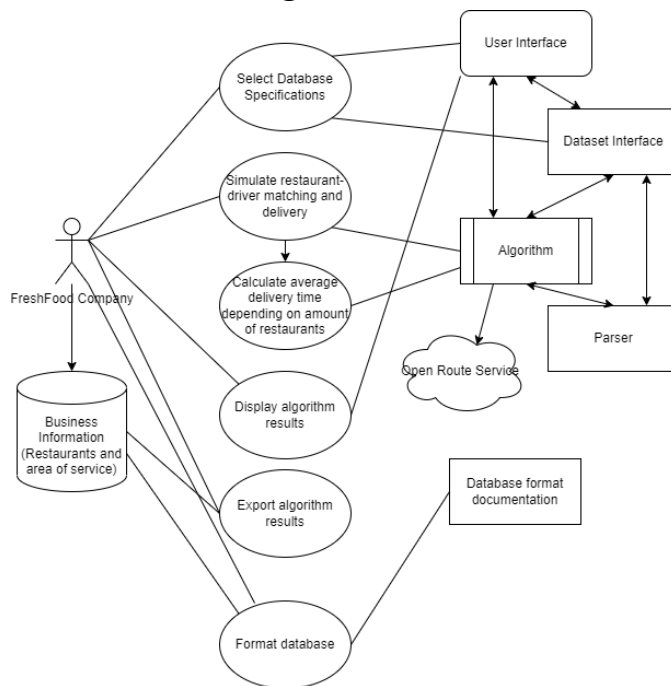 User Interface
Select Database
Specifications
Dataset Interface
Simulate restaurant-
driver matching and
delivery
Algorithm
FreshFood Company
Calculate average
delivery time
depending on amount
of restaurants
Parser
Open Route Service
Business
Information
(Restaurants and
area of service)
Display algorithm
results
Export algorithm
results
Database format
documentation
Format database